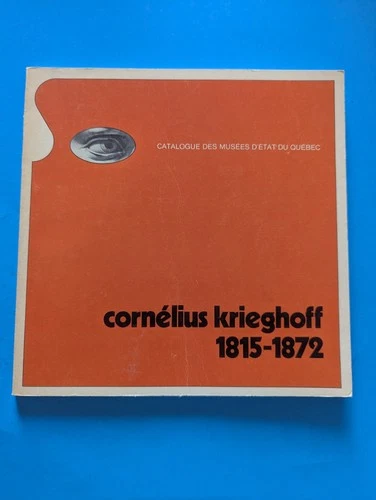 CATALOGUE DES MUSÉES D'ÉTAT DU QUÉBEC
cornélius krieghoff
1815-1872